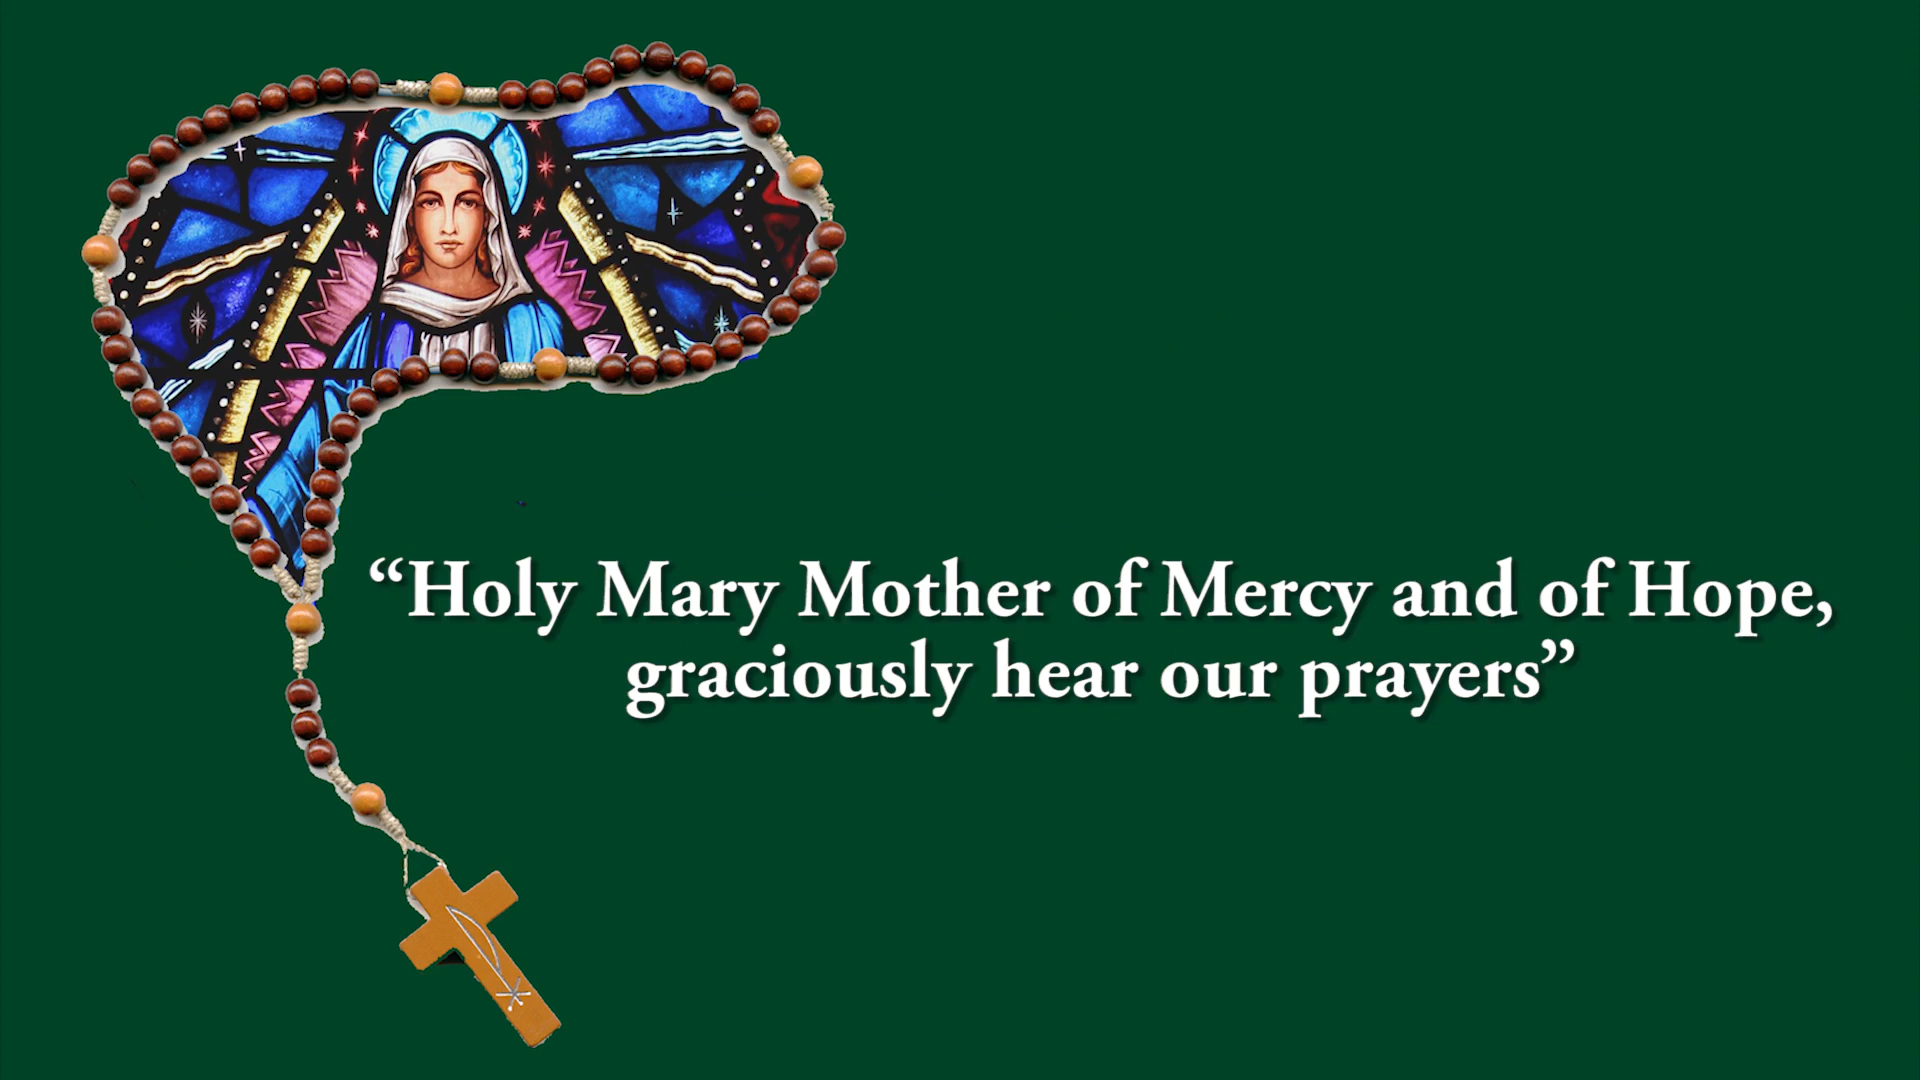 “Holy Mary Mother of Mercy and of Hope,
graciously hear our prayers”